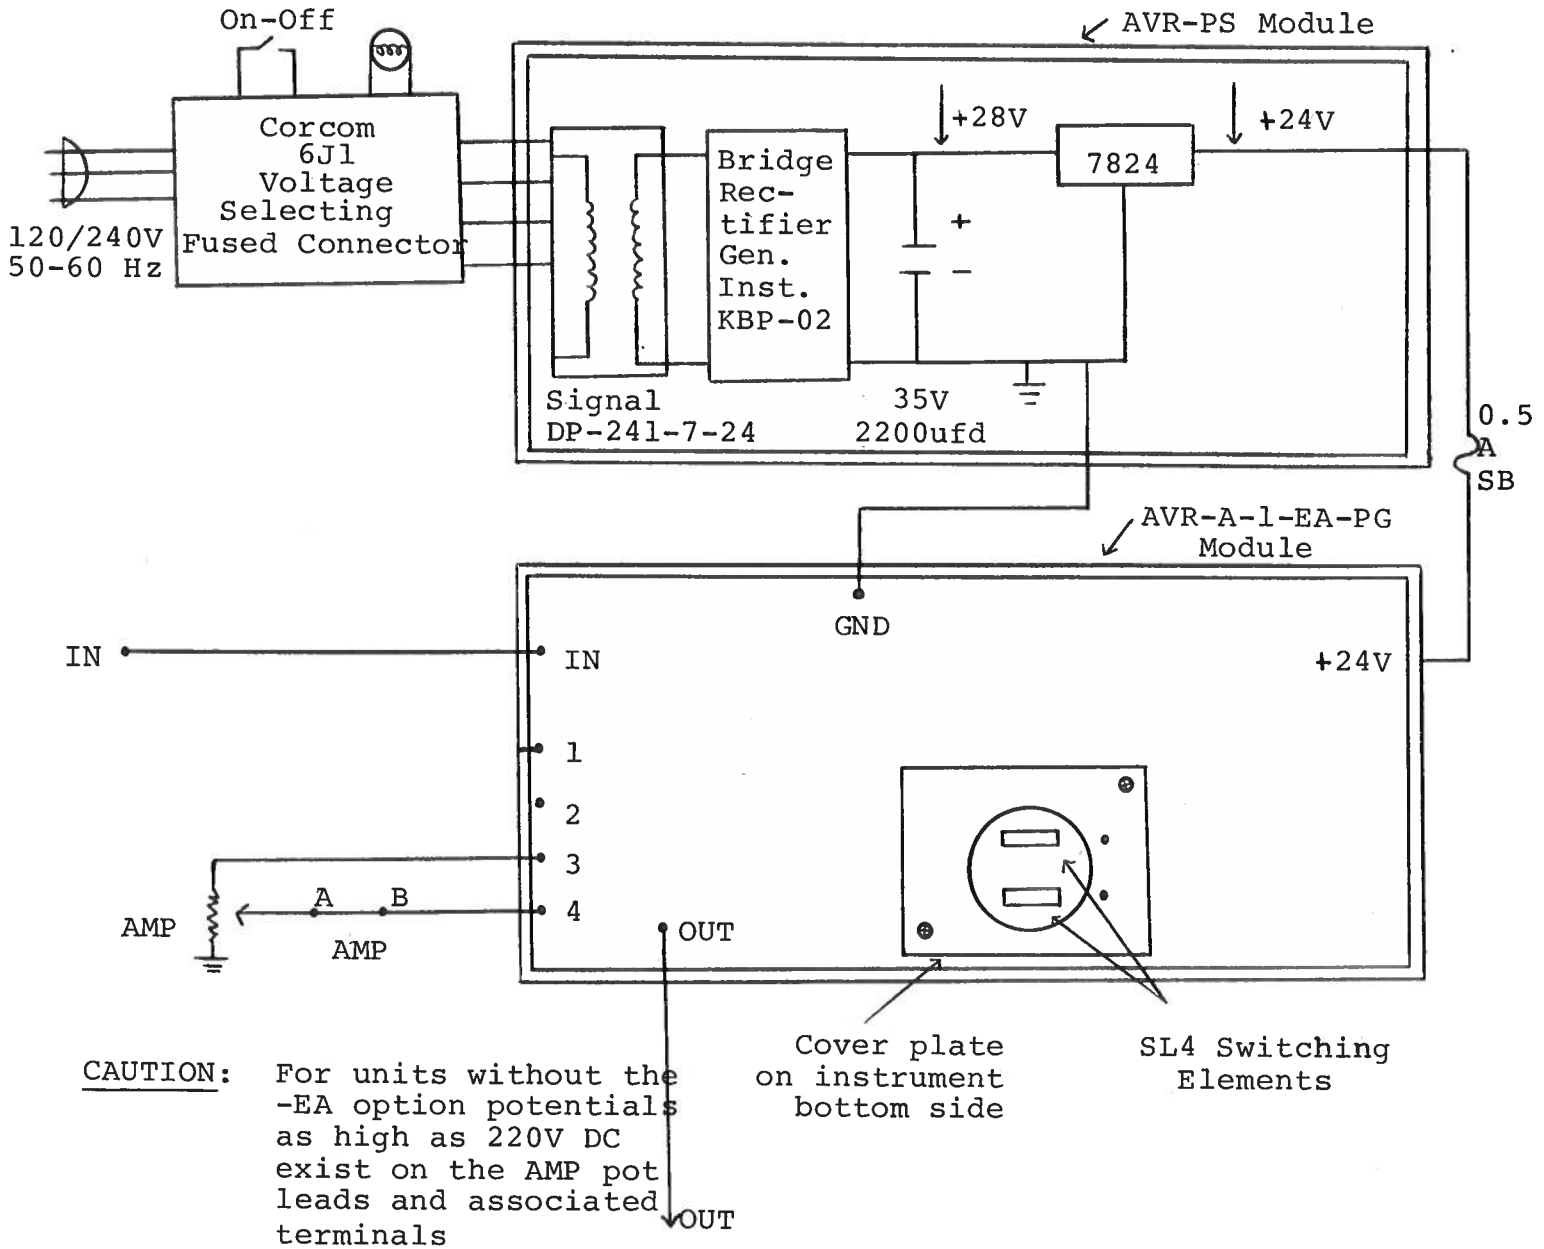 On-Off
AVR-PS Module
Corcom
6J1
Voltage
Selecting
Fused Connector
120/240V
50-60 Hz
+28V
+24V
7824
Bridge
Rec-
tifier
Gen.
Inst.
KBP-02
+
-
Signal
DP-241-7-24
35V
2200ufd
0.5
A
SB
AVR-A-1-EA-PG
Module
GND
IN
IN
+24V
1
2
3
4
A
B
AMP
AMP
OUT
Cover plate
on instrument
bottom side
SL4 Switching
Elements
CAUTION:
For units without the
-EA option potentials
as high as 220V DC
exist on the AMP pot
leads and associated
terminals
OUT